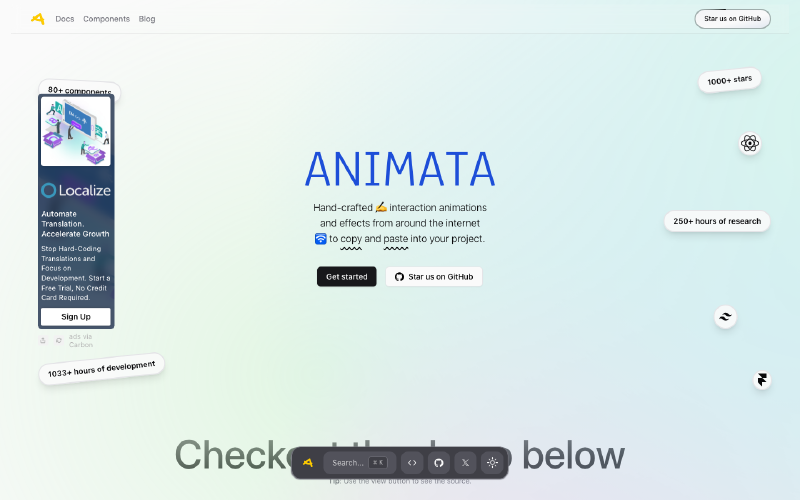 Docs Components Blog
Star us on GitHub
80+ components
1000+ stars
Localize
Automate
Translation.
Accelerate Growth
Stop Hard-Coding
Translations and
Focus on
Development. Start a
Free Trial, No Credit
Card Required.
Sign Up
ads via
Carbon
1033+ hours of development
ANIMATA
Hand-crafted ✍️ interaction animations
and effects from around the internet
🛜 to copy and paste into your project.
Get started
Star us on GitHub
250+ hours of research
below
Search... ⌘ K
Tip: Use the view button to see the source.